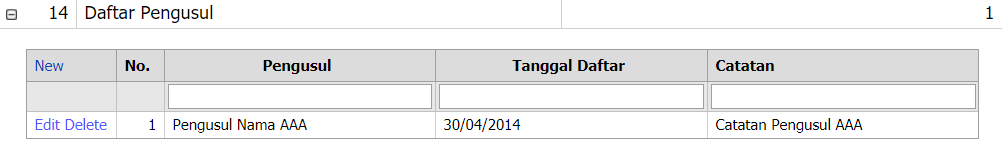 14 Daftar Pengusul 1
New No. Pengusul Tanggal Daftar Catatan
Edit Delete 1 Pengusul Nama AAA 30/04/2014 Catatan Pengusul AAA